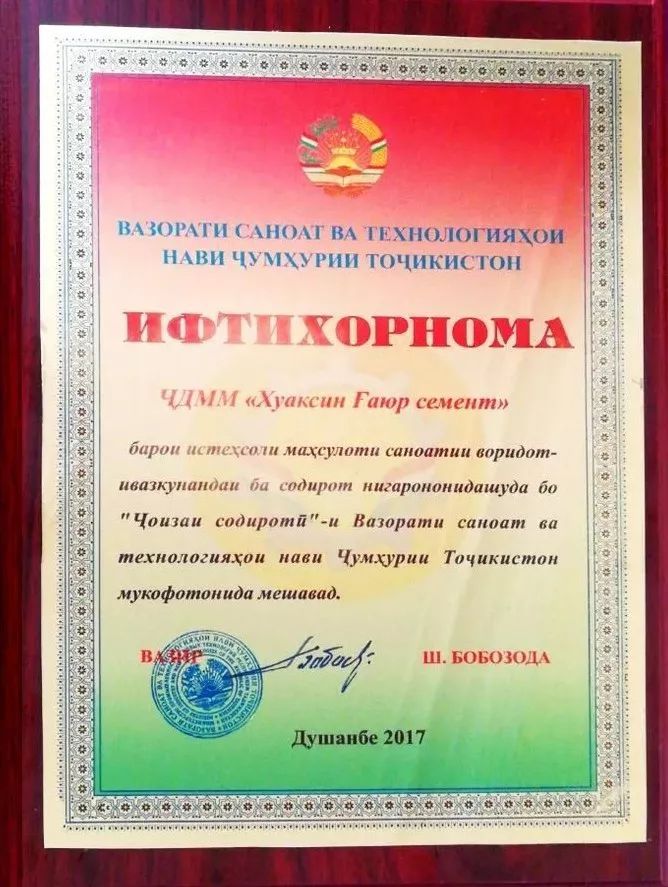 ВАЗОРАТИ САНОАТ ВА ТЕХНОЛОГИЯҲОИ
НАВИ ҶУМҲУРИИ ТОҶИКИСТОН
ИФТИХОРНОМА
ҶДММ «Хуаксин Ғаюр семент»
барои истеҳсоли маҳсулоти саноатии воридот-
ивазкунандаи ба содирот нигарононидашуда бо
"Ҷоизаи содиротӣ"-и Вазорати саноат ва
технологияҳои нави Ҷумҳурии Тоҷикистон
мукофотонида мешавад.
ВАЗИР Ш. БОБОЗОДА
Душанбе 2017